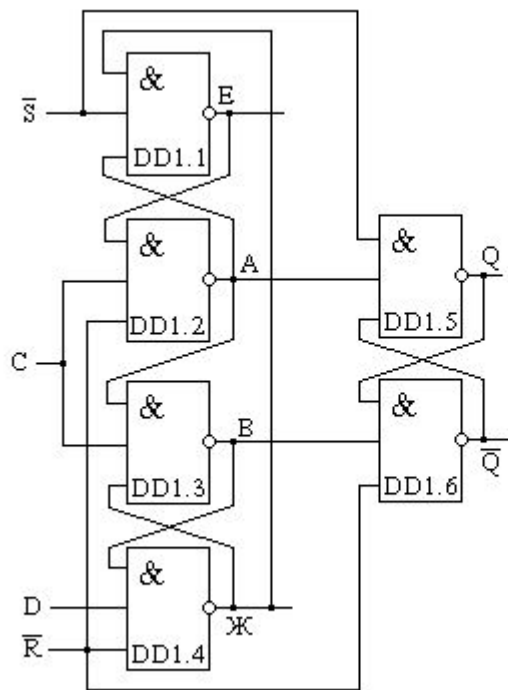 &
E
S̅
DD1.1
&
&
A
Q
DD1.2
DD1.5
C
&
&
B
Q̅
DD1.3
DD1.6
&
D
Ж
R̅
DD1.4